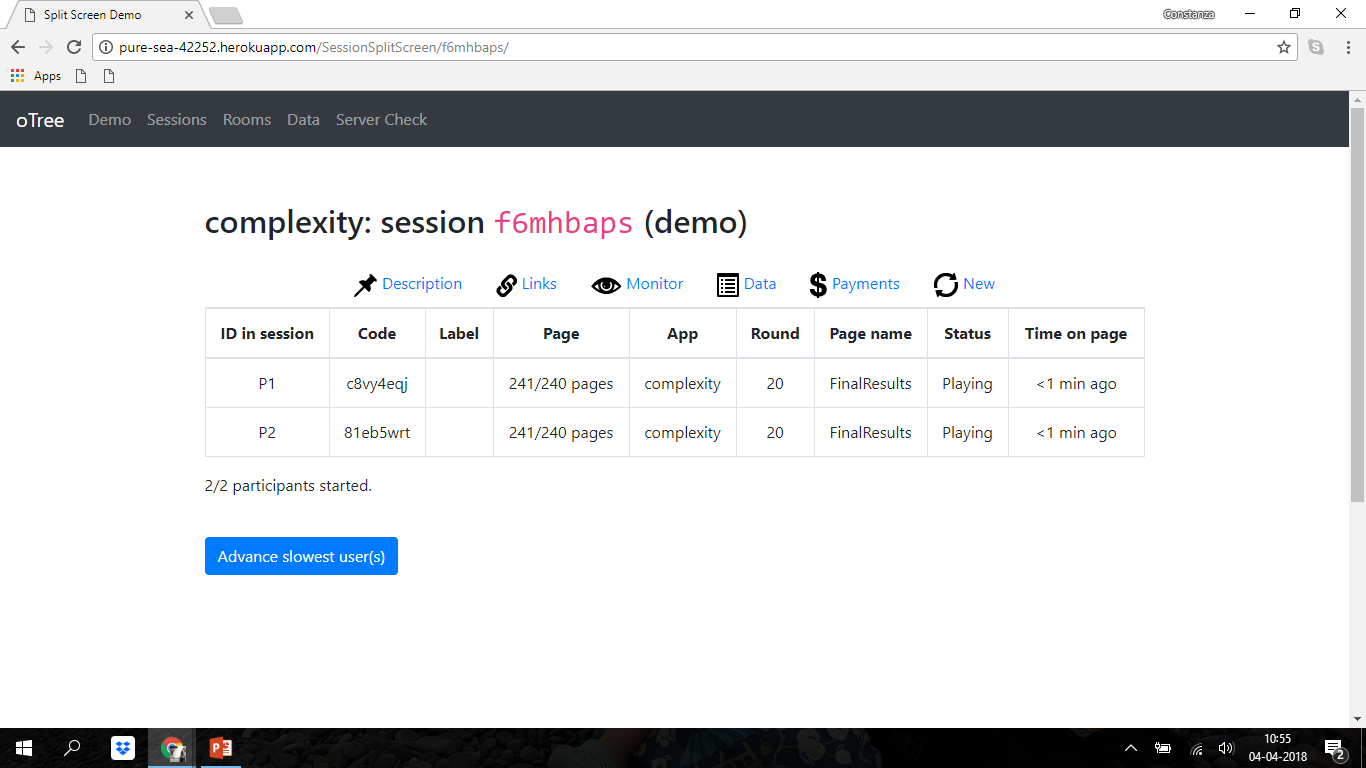 Split Screen Demo
Constanza
pure-sea-42252.herokuapp.com/SessionSplitScreen/f6mhbaps/
Apps
oTree Demo Sessions Rooms Data Server Check
complexity: session f6mhbaps (demo)
Description Links Monitor Data Payments New
ID in session Code Label Page App Round Page name Status Time on page
P1 c8vy4eqj 241/240 pages complexity 20 FinalResults Playing <1 min ago
P2 81eb5wrt 241/240 pages complexity 20 FinalResults Playing <1 min ago
2/2 participants started.
Advance slowest user(s)
10:55
04-04-2018
2